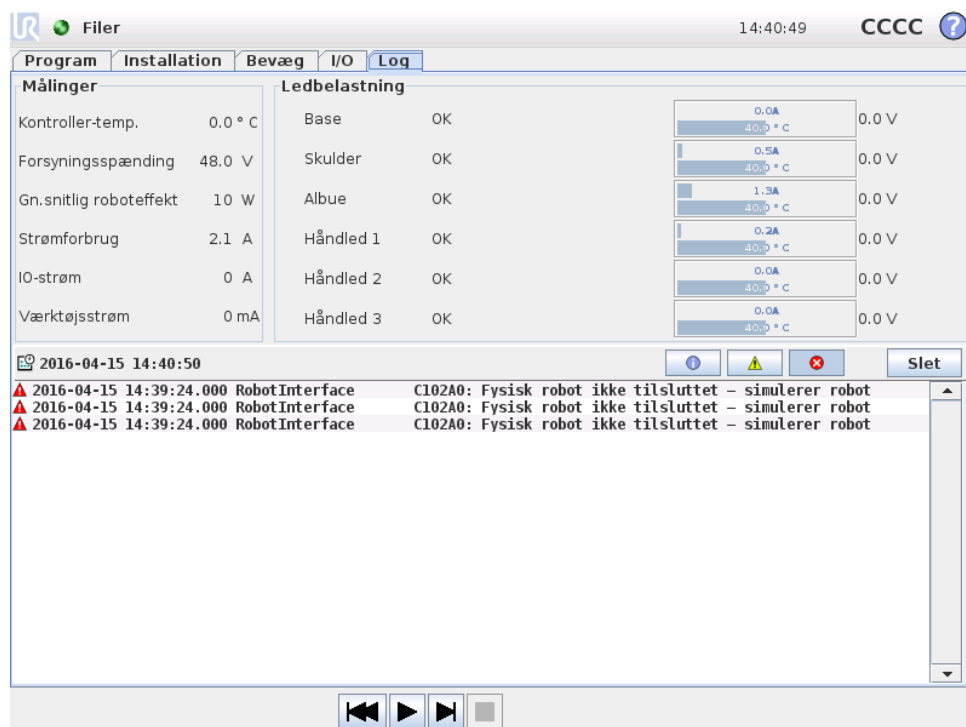 UR Filer 14:40:49 CCCC ?
Program Installation Bevæg I/O Log
Målinger
Kontroller-temp. 0.0 ° C
Forsyningsspænding 48.0 V
Gn.snitlig roboteffekt 10 W
Strømforbrug 2.1 A
IO-strøm 0 A
Værktøjsstrøm 0 mA
Ledbelastning
Base OK 0.0A 40.0 ° C 0.0 V
Skulder OK 0.5A 40.0 ° C 0.0 V
Albue OK 1.3A 40.0 ° C 0.0 V
Håndled 1 OK 0.2A 40.0 ° C 0.0 V
Håndled 2 OK 0.0A 40.0 ° C 0.0 V
Håndled 3 OK 0.0A 40.0 ° C 0.0 V
2016-04-15 14:40:50 Slet
2016-04-15 14:39:24.000 RobotInterface C102A0: Fysisk robot ikke tilsluttet – simulerer robot
2016-04-15 14:39:24.000 RobotInterface C102A0: Fysisk robot ikke tilsluttet – simulerer robot
2016-04-15 14:39:24.000 RobotInterface C102A0: Fysisk robot ikke tilsluttet – simulerer robot